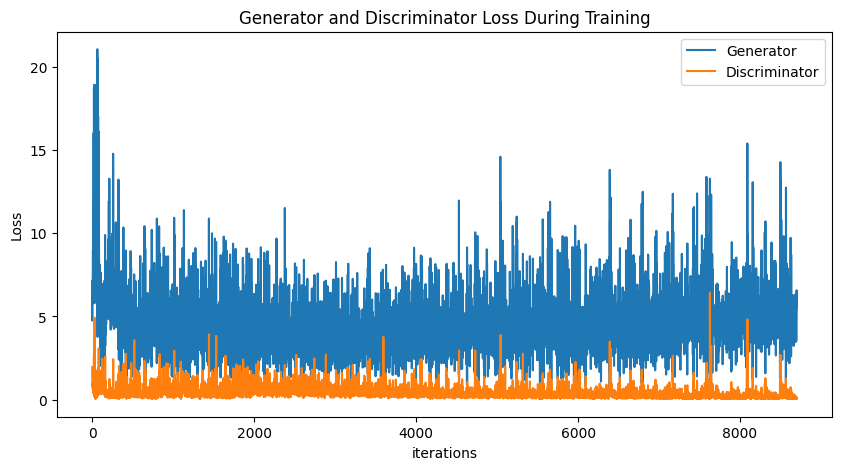 Generator and Discriminator Loss During Training
Generator
Discriminator
20
15
10
5
0
Loss
0 2000 4000 6000 8000
iterations